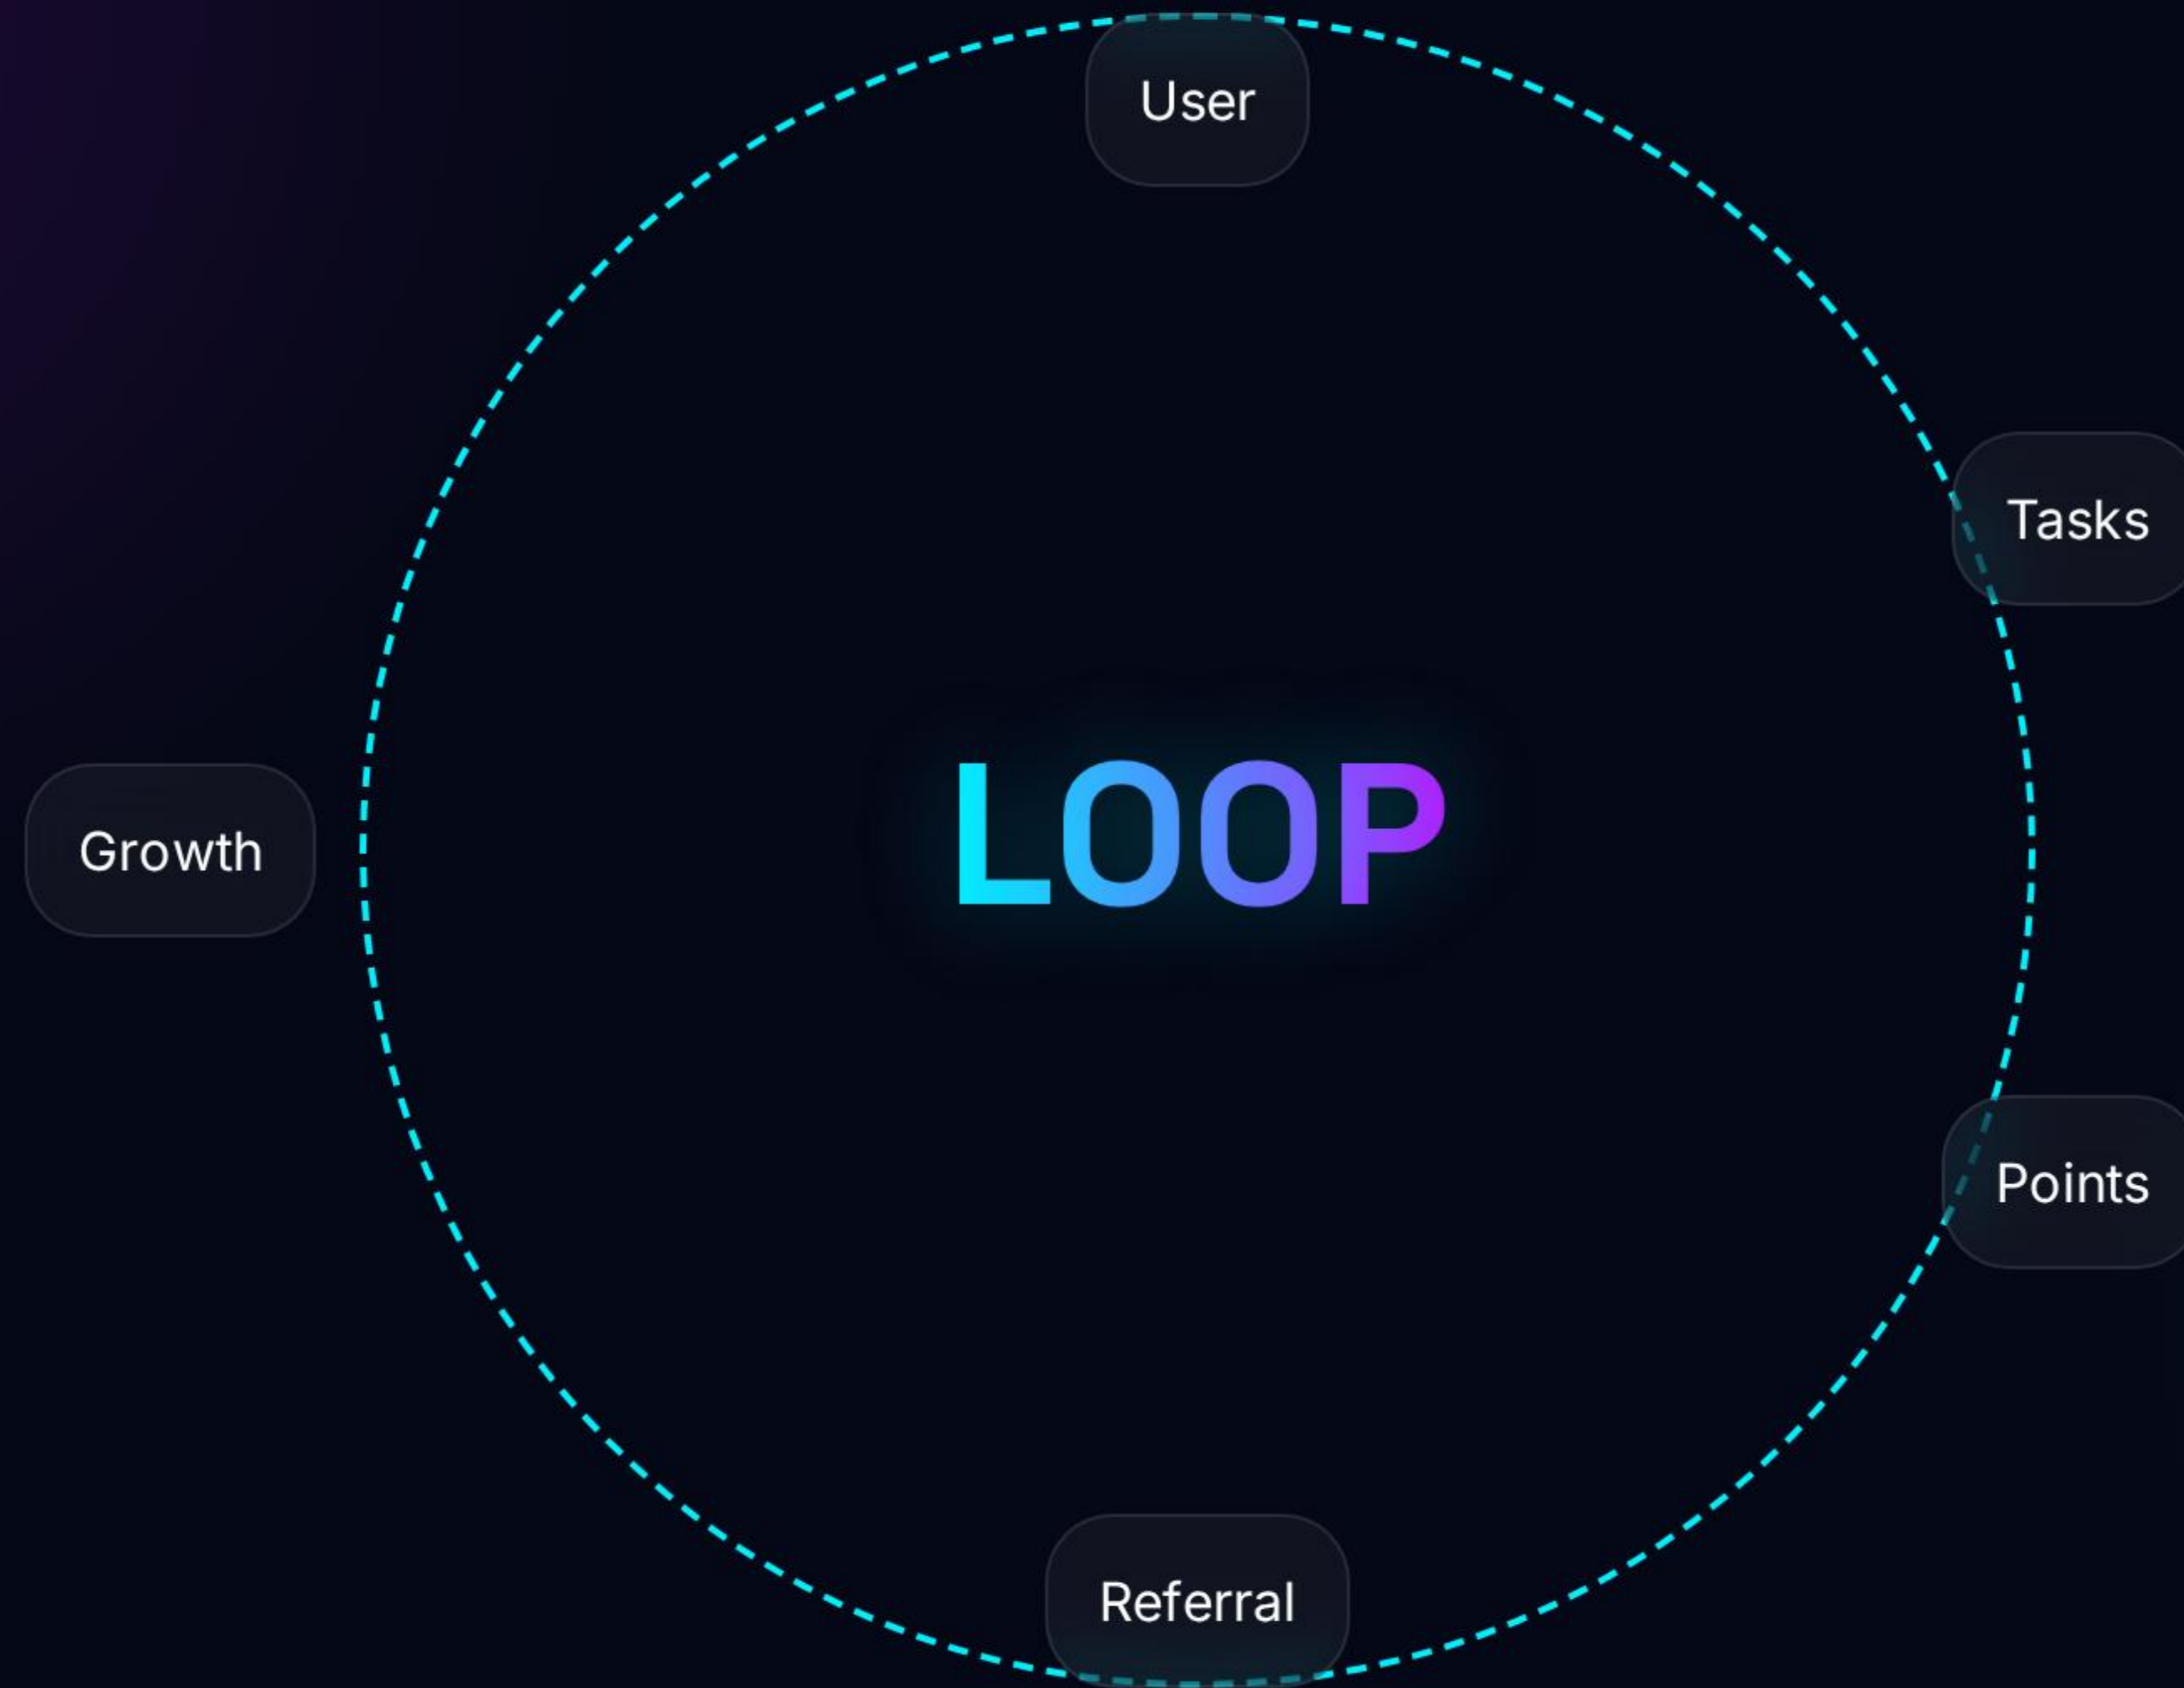 User
Tasks
Growth
LOOP
Points
Referral